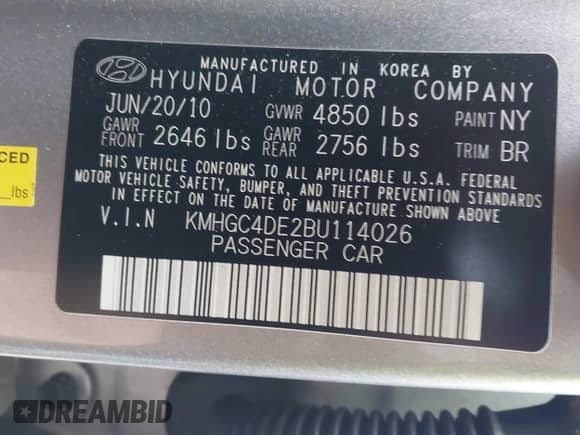 MANUFACTURED IN KOREA BY
HYUNDAI MOTOR COMPANY
JUN/20/10 GVWR 4850 lbs PAINT NY
GAWR FRONT 2646 lbs GAWR REAR 2756 lbs TRIM BR
THIS VEHICLE CONFORMS TO ALL APPLICABLE U.S.A. FEDERAL
MOTOR VEHICLE SAFETY, BUMPER, AND THEFT PREVENTION STANDARDS
IN EFFECT ON THE DATE OF MANUFACTURE SHOWN ABOVE
V.I.N KMHGC4DE2BU114026
PASSENGER CAR
CED
lbs
DREAMBID